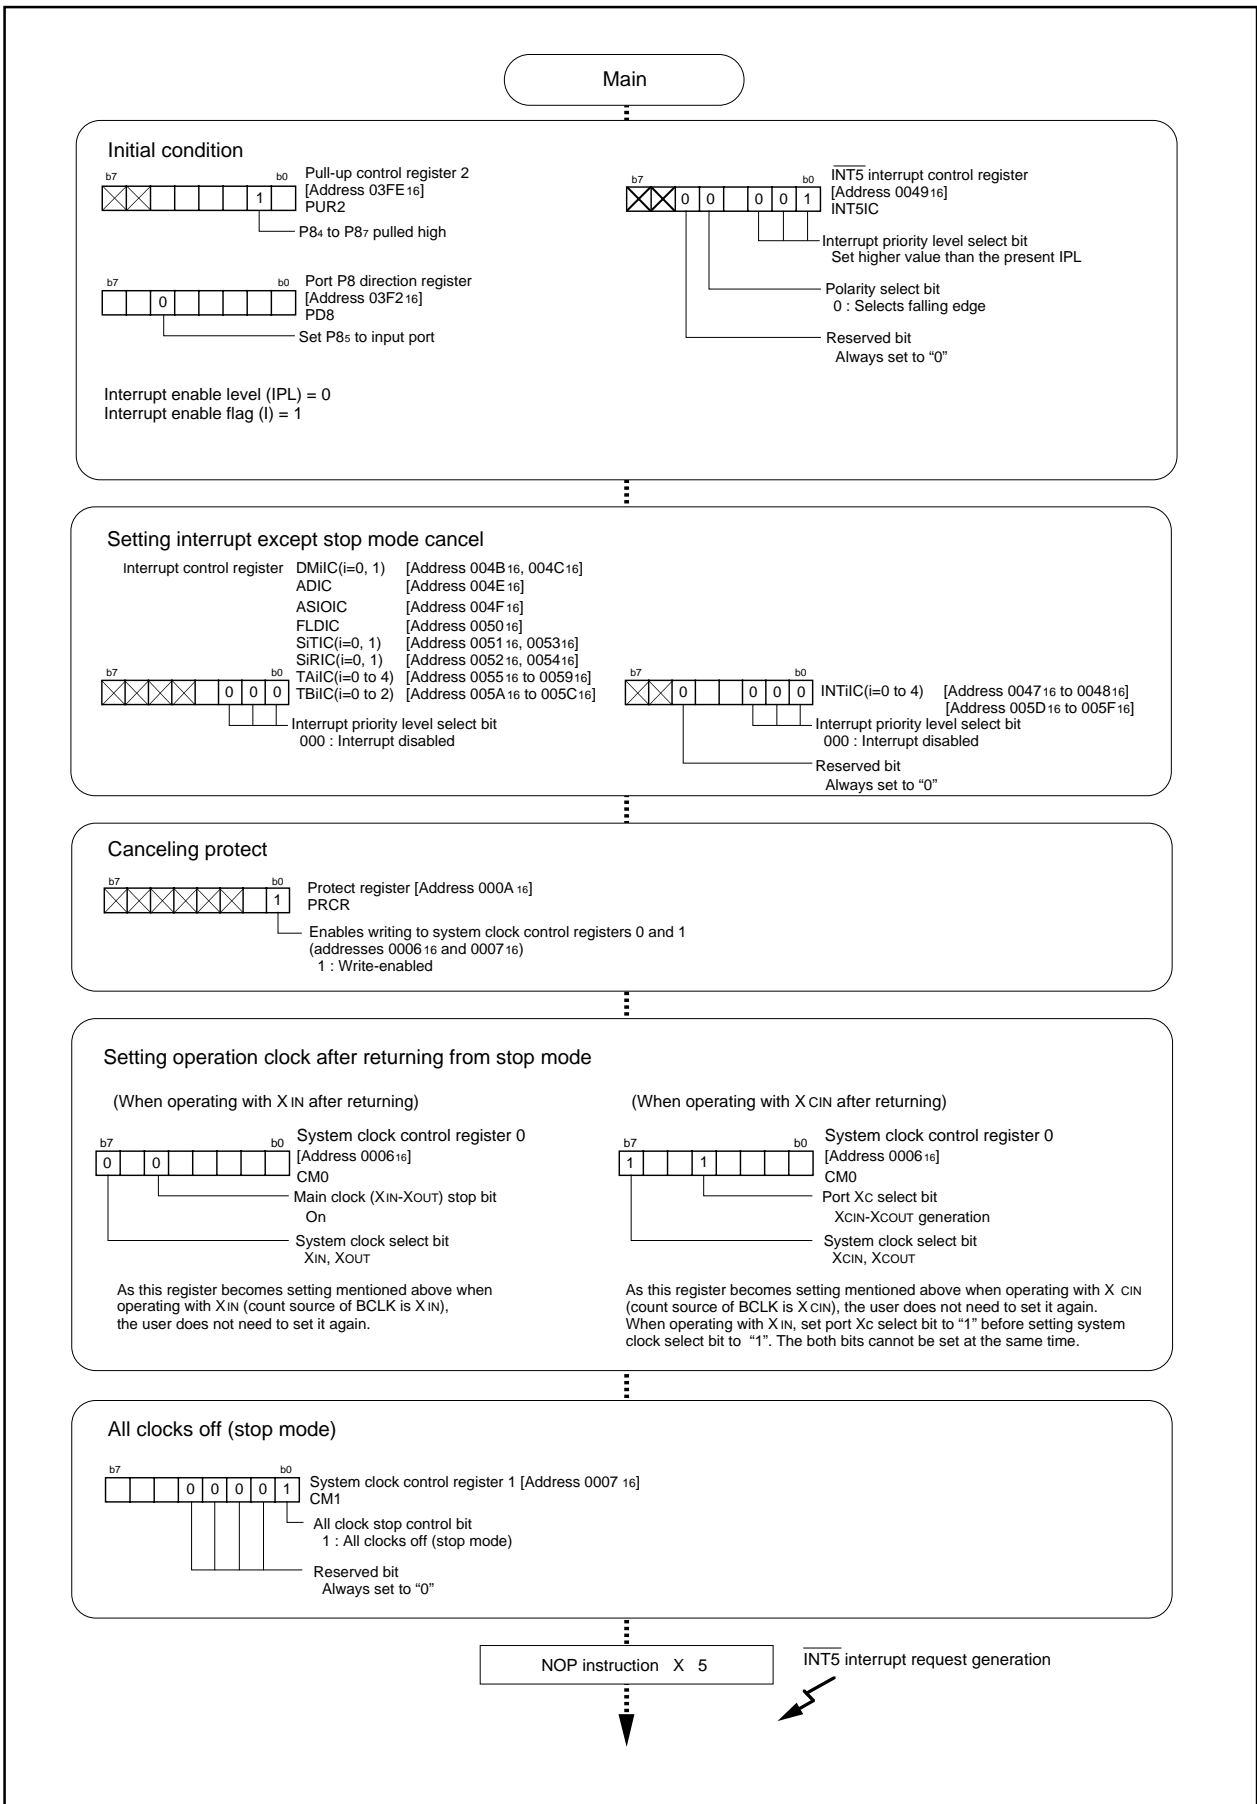 Main
Initial condition
b7 b0
1
Pull-up control register 2
[Address 03FE16]
PUR2
P84 to P87 pulled high
b7 b0
0
Port P8 direction register
[Address 03F216]
PD8
Set P85 to input port
Interrupt enable level (IPL) = 0
Interrupt enable flag (I) = 1
b7 b0
0 0 0 0 1
INT5 interrupt control register
[Address 004916]
INT5IC
Interrupt priority level select bit
Set higher value than the present IPL
Polarity select bit
0 : Selects falling edge
Reserved bit
Always set to “0”
Setting interrupt except stop mode cancel
Interrupt control register DMiIC(i=0, 1) [Address 004B16, 004C16]
ADIC [Address 004E16]
ASIOIC [Address 004F16]
FLDIC [Address 005016]
SiTIC(i=0, 1) [Address 005116, 005316]
SiRIC(i=0, 1) [Address 005216, 005416]
TAiIC(i=0 to 4) [Address 005516 to 005916]
TBiIC(i=0 to 2) [Address 005A16 to 005C16]
b7 b0
0 0 0
Interrupt priority level select bit
000 : Interrupt disabled
b7 b0
0 0 0 0
INTiIC(i=0 to 4) [Address 004716 to 004816]
[Address 005D16 to 005F16]
Interrupt priority level select bit
000 : Interrupt disabled
Reserved bit
Always set to “0”
Canceling protect
b7 b0
1
Protect register [Address 000A16]
PRCR
Enables writing to system clock control registers 0 and 1
(addresses 000616 and 000716)
1 : Write-enabled
Setting operation clock after returning from stop mode
(When operating with XIN after returning)
b7 b0
0 0
System clock control register 0
[Address 000616]
CM0
Main clock (XIN-XOUT) stop bit
On
System clock select bit
XIN, XOUT
As this register becomes setting mentioned above when
operating with XIN (count source of BCLK is XIN),
the user does not need to set it again.
(When operating with XCIN after returning)
b7 b0
1 1
System clock control register 0
[Address 000616]
CM0
Port XC select bit
XCIN-XCOUT generation
System clock select bit
XCIN, XCOUT
As this register becomes setting mentioned above when operating with XCIN
(count source of BCLK is XCIN), the user does not need to set it again.
When operating with XIN, set port Xc select bit to “1” before setting system
clock select bit to “1”. The both bits cannot be set at the same time.
All clocks off (stop mode)
b7 b0
0 0 0 0 1
System clock control register 1 [Address 000716]
CM1
All clock stop control bit
1 : All clocks off (stop mode)
Reserved bit
Always set to “0”
NOP instruction X 5
INT5 interrupt request generation